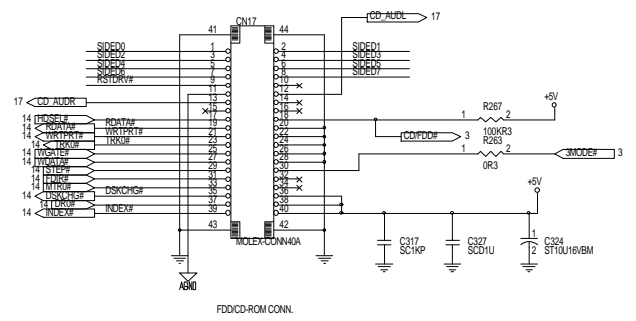 CN17
CD_AUDL 17
41 44
SIDED0 1 2 SIDED1
SIDED2 3 4 SIDED3
SIDED4 5 6 SIDED5
SIDED6 7 8 SIDED7
RSTDRV# 9 10
11 12
17 CD_AUDR 13 14
15 16
14 HDSEL# 17 18
14 RDATA# RDATA# 19 20
14 WRTPRT# WRTPRT# 21 22
14 TRK0# TRK0# 23 24
25 26
14 WGATE# 27 28
14 WDATA# 29 30
14 STEP# 31 32
14 FDIR# 33 34
14 MTR0# 35 36
14 DSKCHG# DSKCHG# 37 38
14 DR0# 39 40
14 INDEX# INDEX#
43 42
MOLEX-CONN40A
AGND
R267
1 2
100KR3
+5V
CD/FDD# 3
R263
1 2
0R3
3MODE# 3
+5V
C317
SC1KP
C327
SCD1U
1
2
C324
ST10U16VBM
FDD/CD-ROM CONN.